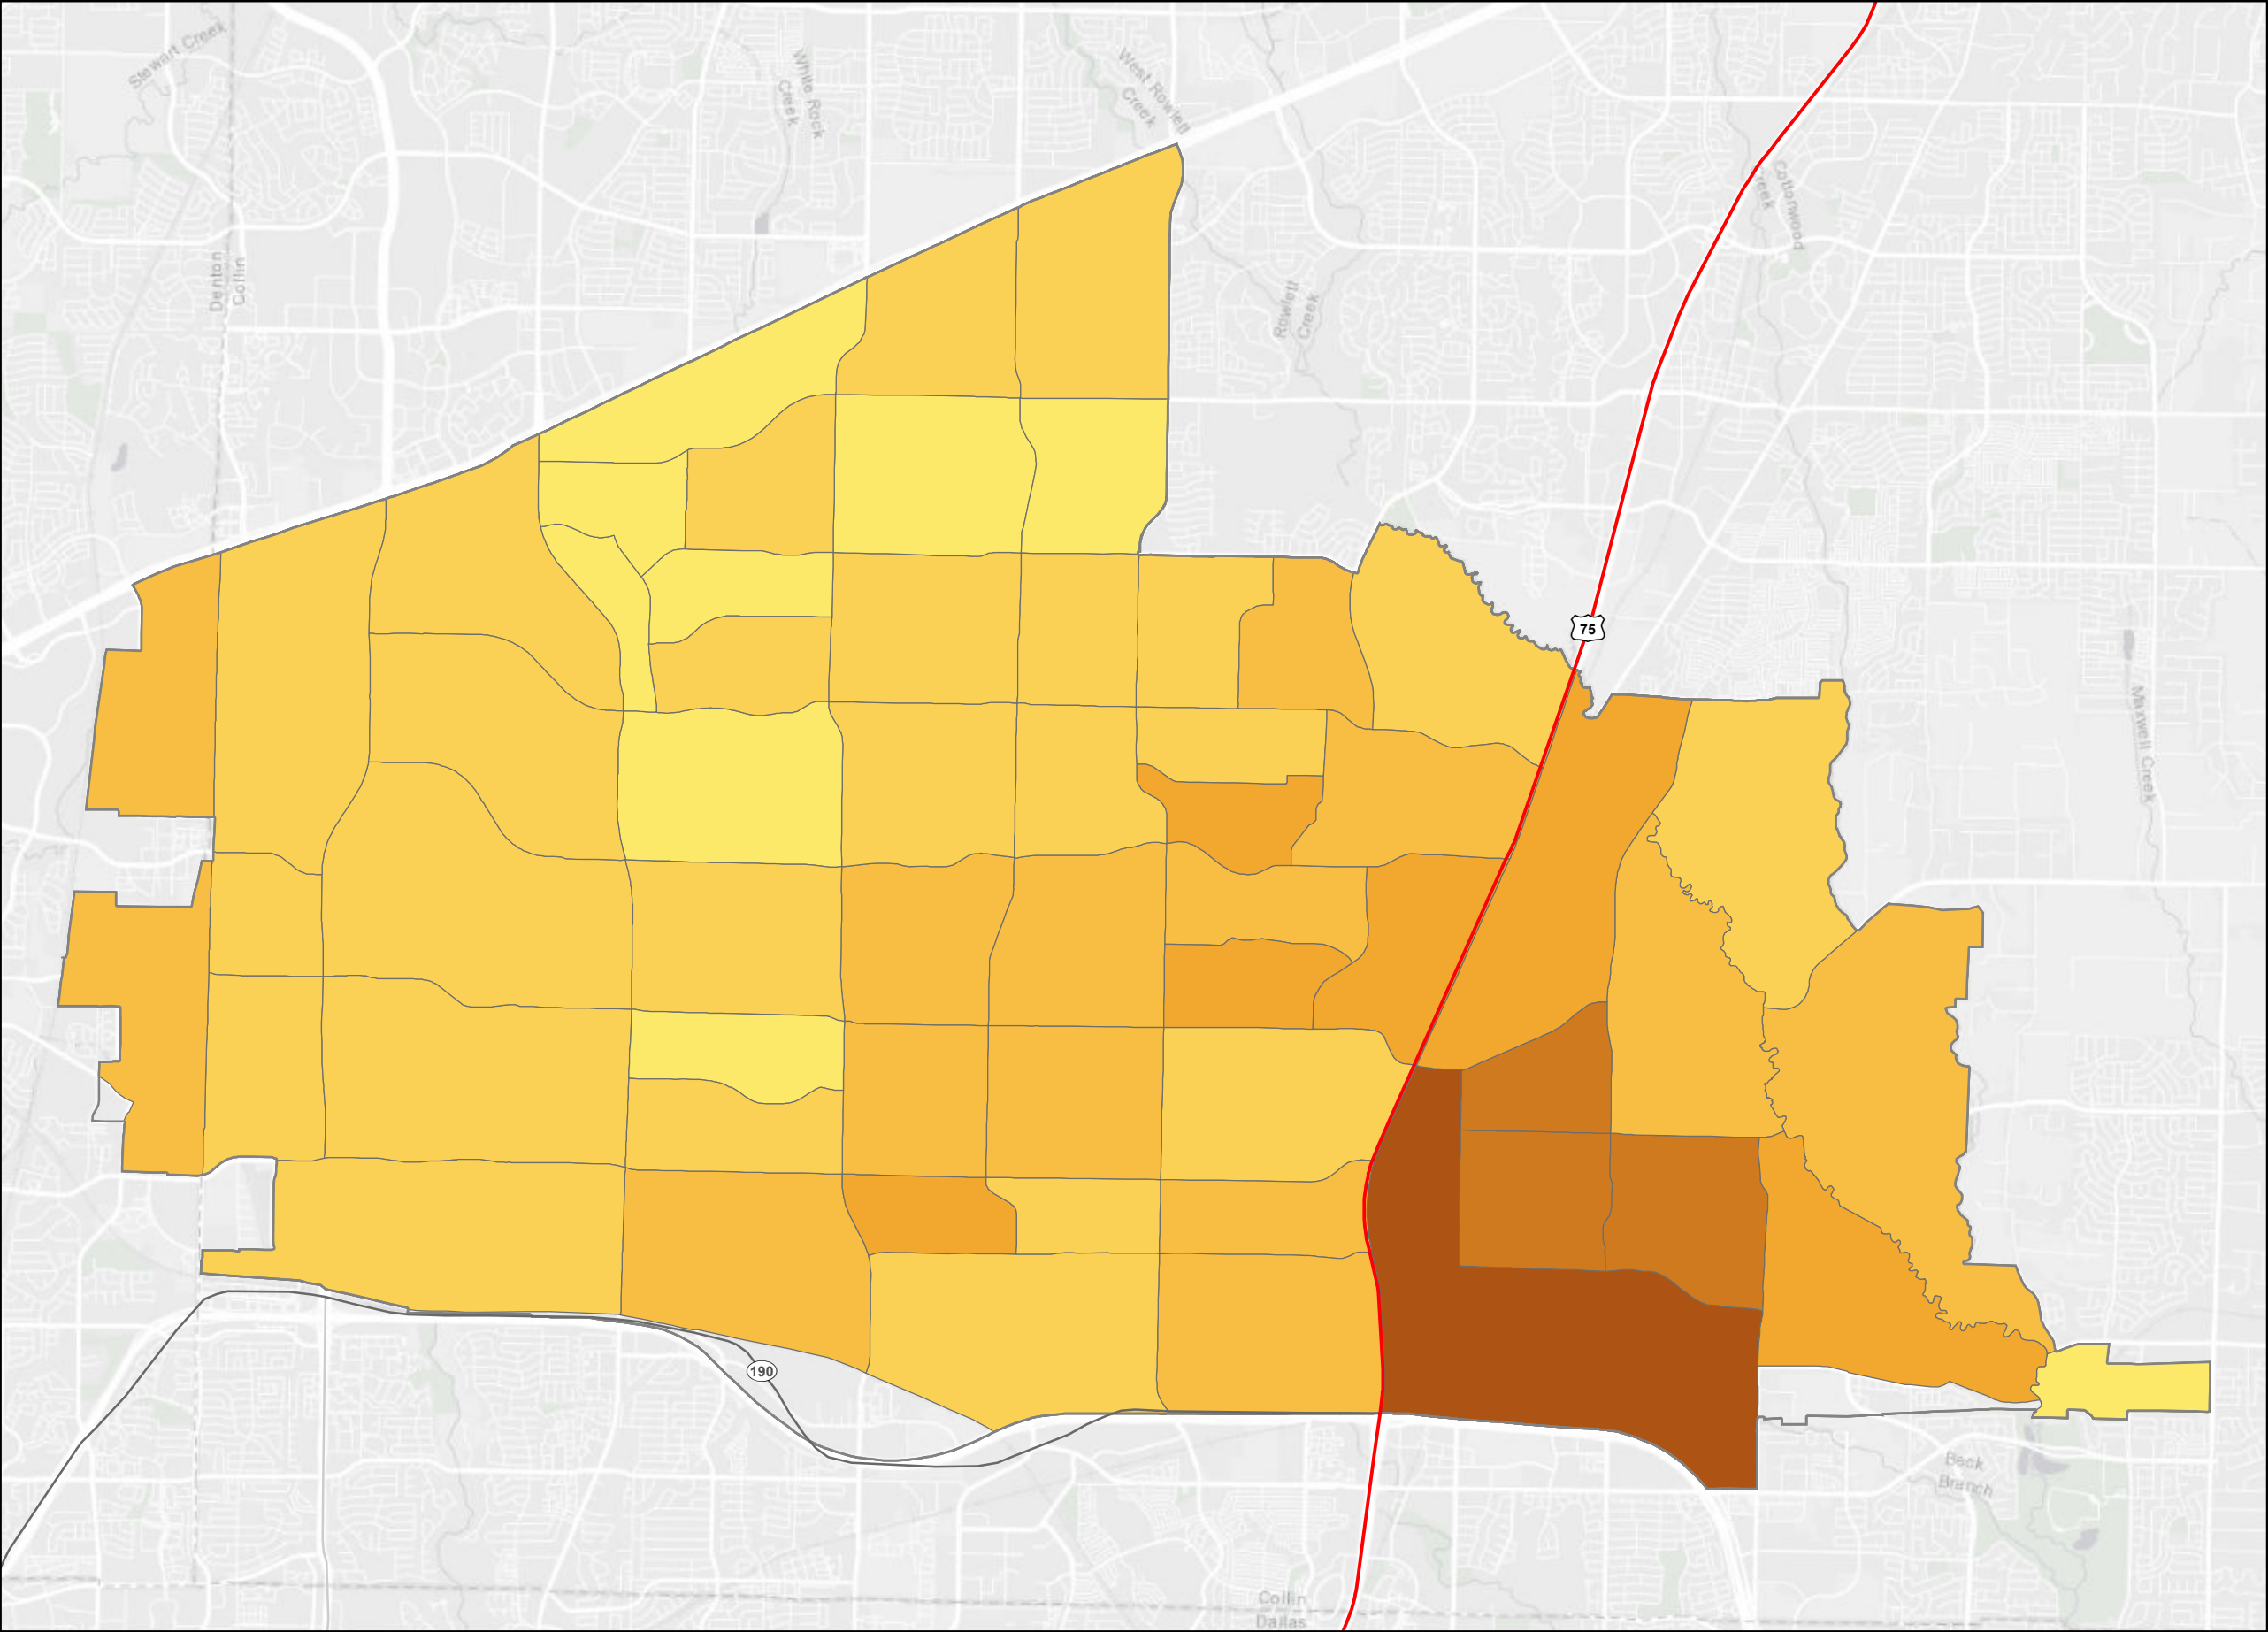 Stewart Creek
White Rock
Creek
West Rowlett
Creek
Cottonwood
Creek
Denton
Collin
Rowlett
Creek
75
Maxwell Creek
190
Beck
Branch
Collin
Dallas